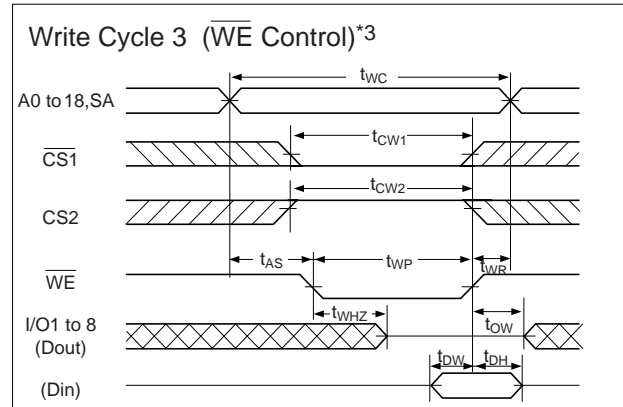 Write Cycle 3 (WE Control)*3
tWC
A0 to 18,SA
tCW1
CS1
tCW2
CS2
tAS
tWP
tWR
WE
tWHZ
tOW
I/O1 to 8
(Dout)
tDW
tDH
(Din)